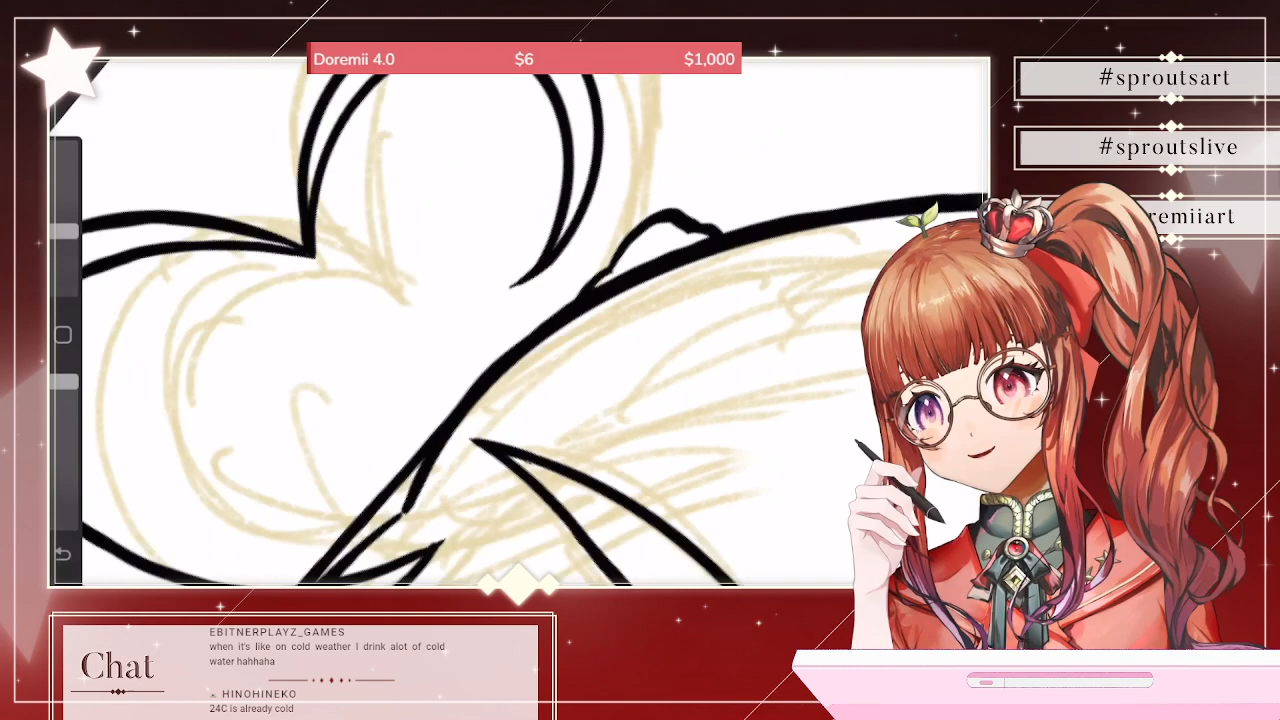 Doremii 4.0 $6 $1,000
#sproutsart
#sproutslive
remiiart
Chat
EBITNERPLAYZ_GAMES
when it's like on cold weather I drink alot of cold
water hahhaha
HINOHINEKO
24C is already cold